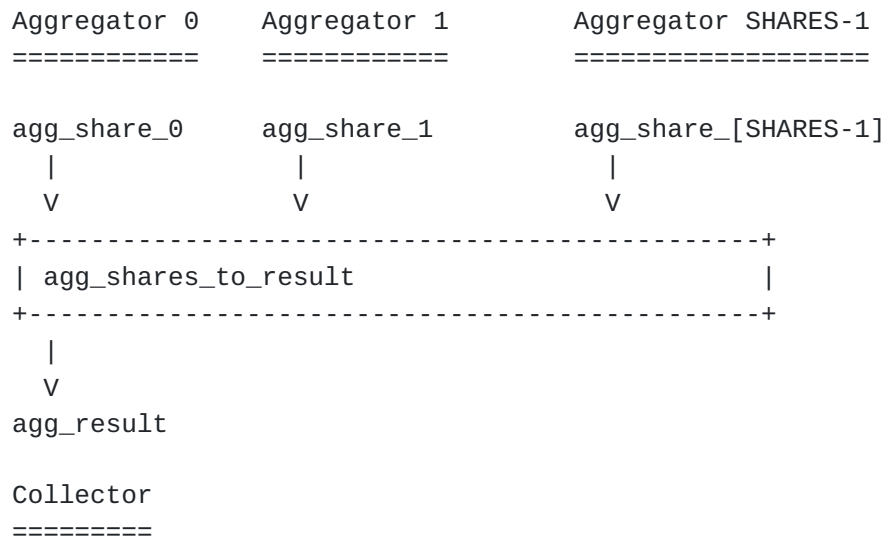 Aggregator 0    Aggregator 1        Aggregator SHARES-1
============    ============        ===================

agg_share_0     agg_share_1         agg_share_[SHARES-1]
  |               |                   |
  V               V                   V
+-----------------------------------------------+
| agg_shares_to_result                          |
+-----------------------------------------------+
  |
  V
agg_result

Collector
=========